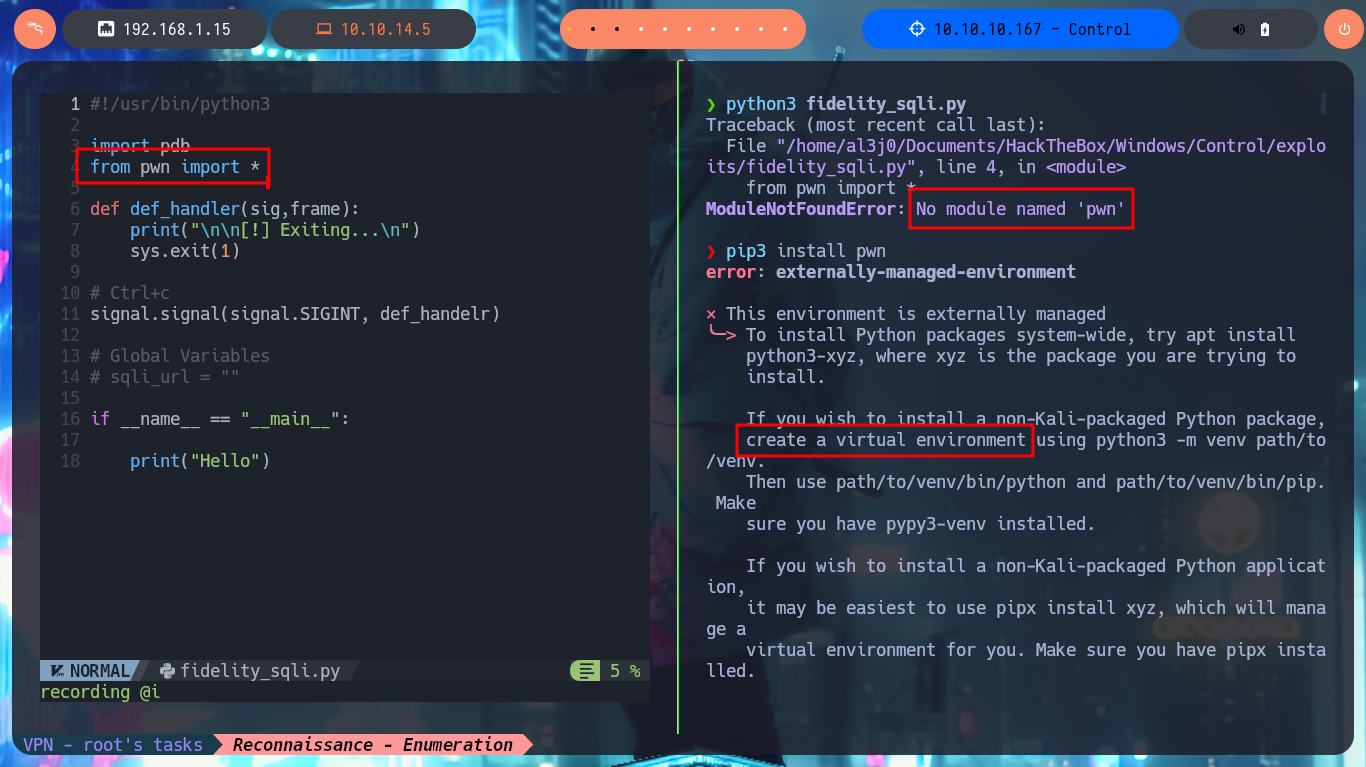 192.168.1.15
10.10.14.5
10.10.10.167 - Control
1 #!/usr/bin/python3
2
3 import pdb
4 from pwn import *
5
6 def def_handler(sig,frame):
7     print("\n\n[!] Exiting...\n")
8     sys.exit(1)
9
10 # Ctrl+c
11 signal.signal(signal.SIGINT, def_handelr)
12
13 # Global Variables
14 # sqli_url = ""
15
16 if __name__ == "__main__":
17
18     print("Hello")
NORMAL fidelity_sqli.py 5 %
recording @i
❯ python3 fidelity_sqli.py
Traceback (most recent call last):
  File "/home/al3j0/Documents/HackTheBox/Windows/Control/explo
its/fidelity_sqli.py", line 4, in <module>
    from pwn import *
ModuleNotFoundError: No module named 'pwn'
❯ pip3 install pwn
error: externally-managed-environment
× This environment is externally managed
╰─> To install Python packages system-wide, try apt install
    python3-xyz, where xyz is the package you are trying to
    install.
    If you wish to install a non-Kali-packaged Python package,
    create a virtual environment using python3 -m venv path/to
/venv.
    Then use path/to/venv/bin/python and path/to/venv/bin/pip.
 Make
    sure you have pypy3-venv installed.
    If you wish to install a non-Kali-packaged Python applicat
ion,
    it may be easiest to use pipx install xyz, which will mana
ge a
    virtual environment for you. Make sure you have pipx insta
lled.
VPN - root's tasks
Reconnaissance - Enumeration